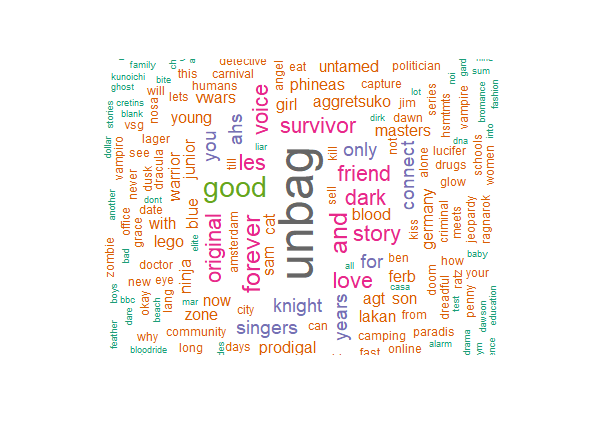 family
ch
a
detective
kunoichi
bite
this
carnival
angel
eat
untamed
politician
noi
gard
sum
ghost
will
humans
phineas
capture
lot
series
bromance
fashion
stories
cretins
nosa
lets
vwars
voice
girl
aggretsuko
jim
hsmtmts
vampire
blank
vsg
young
you
ahs
survivor
dirk
dawn
masters
into
dollar
vampiro
lager
junior
liar
kill
only
not
dna
schools
women
see
dracula
warrior
les
till
unbag
friend
connect
alone
lucifer
drugs
never
dusk
good
sell
dark
glow
another
dont
date
blue
original
forever
amsterdam
cat
sam
and
blood
kiss
germany
criminal
meets
jeopardy
ragnarok
office
grace
with
story
zombie
bad
lego
elite
all
for
ben
how
baby
doctor
ninja
love
ferb
doom
dreadful
ratz
your
new
eye
casa
boys
bbc
okay
lang
beach
mar
now
city
knight
years
agt
son
test
penny
education
feather
dare
zone
lakan
from
dawson
why
community
singers
can
camping
paradis
drama
ym
ence
bloodride
long
des
days
prodigal
fast
online
alarm